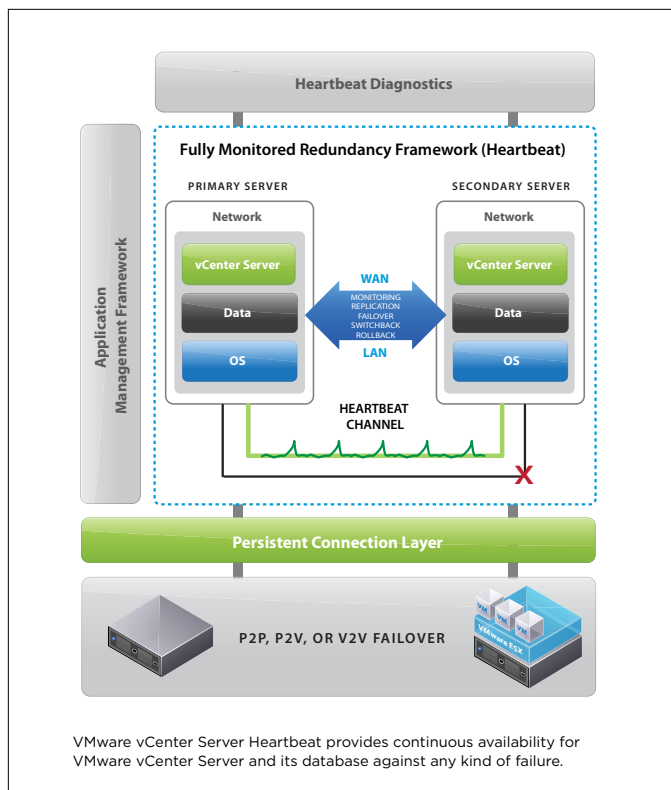 Heartbeat Diagnostics
Application
Management Framework
Fully Monitored Redundancy Framework (Heartbeat)
PRIMARY SERVER
SECONDARY SERVER
Network
Network
vCenter Server
Data
OS
WAN
MONITORING
REPLICATION
FAILOVER
SWITCHBACK
ROLLBACK
LAN
vCenter Server
Data
OS
HEARTBEAT
CHANNEL
X
Persistent Connection Layer
P2P, P2V, OR V2V FAILOVER
VM
VM
VM
VMware ESX
VMware vCenter Server Heartbeat provides continuous availability for
VMware vCenter Server and its database against any kind of failure.